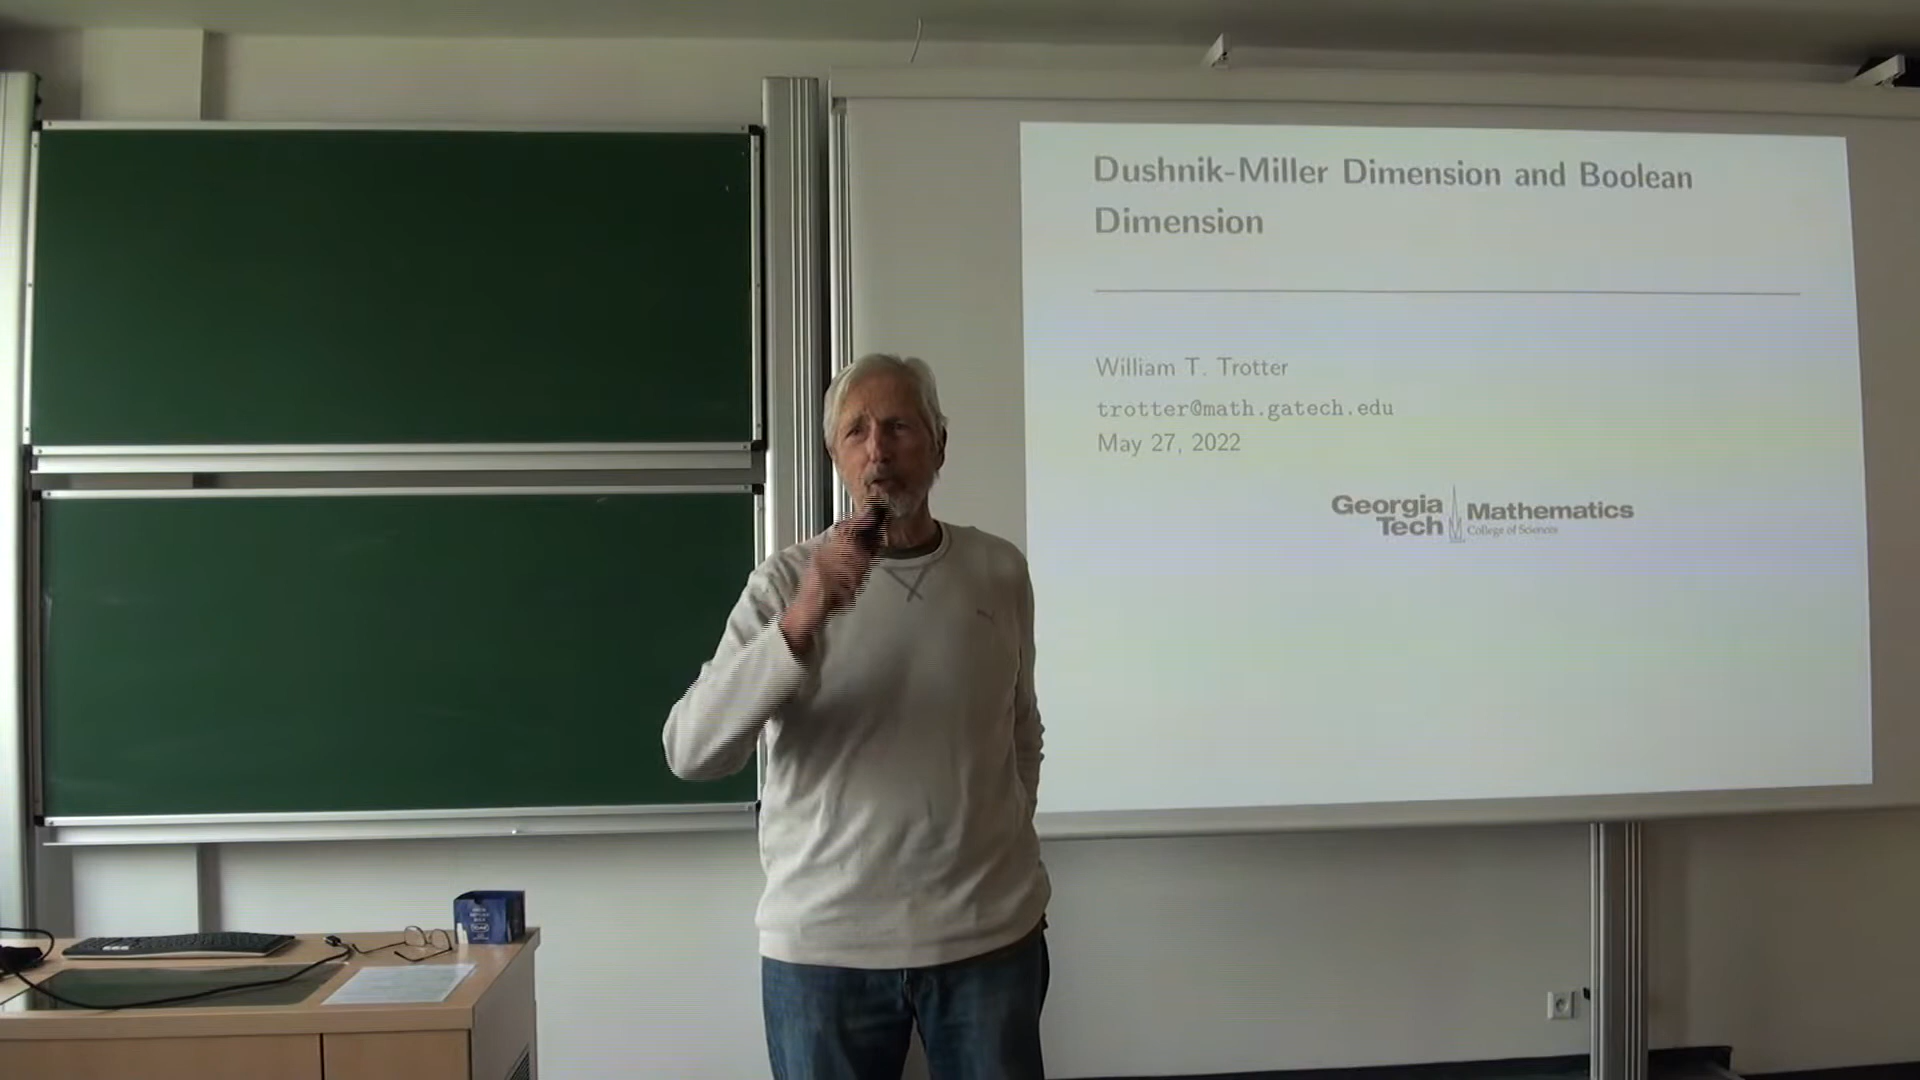 Dushnik-Miller Dimension and Boolean
Dimension
William T. Trotter
trotter@math.gatech.edu
May 27, 2022
Georgia
Tech
Mathematics
College of Sciences